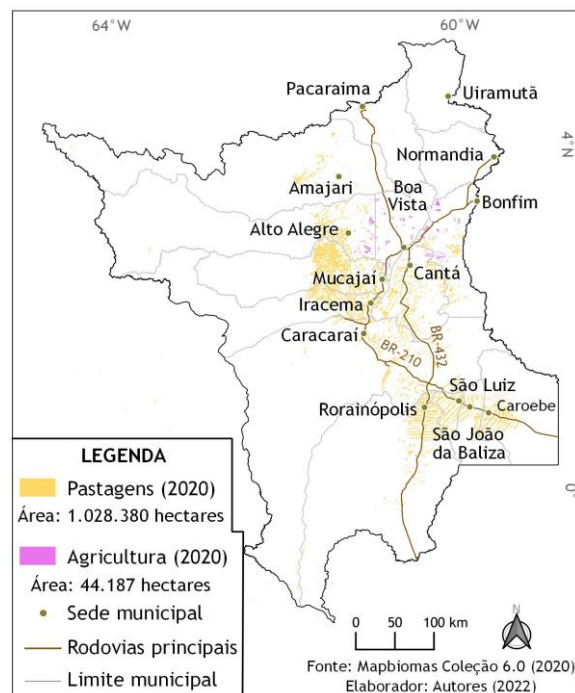 64°W
60°W
Pacaraima
Uiramutã
4°N
Normandia
Amajari
Boa
Vista
Bonfim
Alto Alegre
Mucajaí
Cantá
Iracema
Caracaraí
BR-210
BR-432
São Luiz
Caroebe
Rorainópolis
São João
da Baliza
0°
LEGENDA
Pastagens (2020)
Área: 1.028.380 hectares
Agricultura (2020)
Área: 44.187 hectares
Sede municipal
Rodovias principais
Limite municipal
0 50 100 km
N
Fonte: Mapbiomas Coleção 6.0 (2020)
Elaborador: Autores (2022)